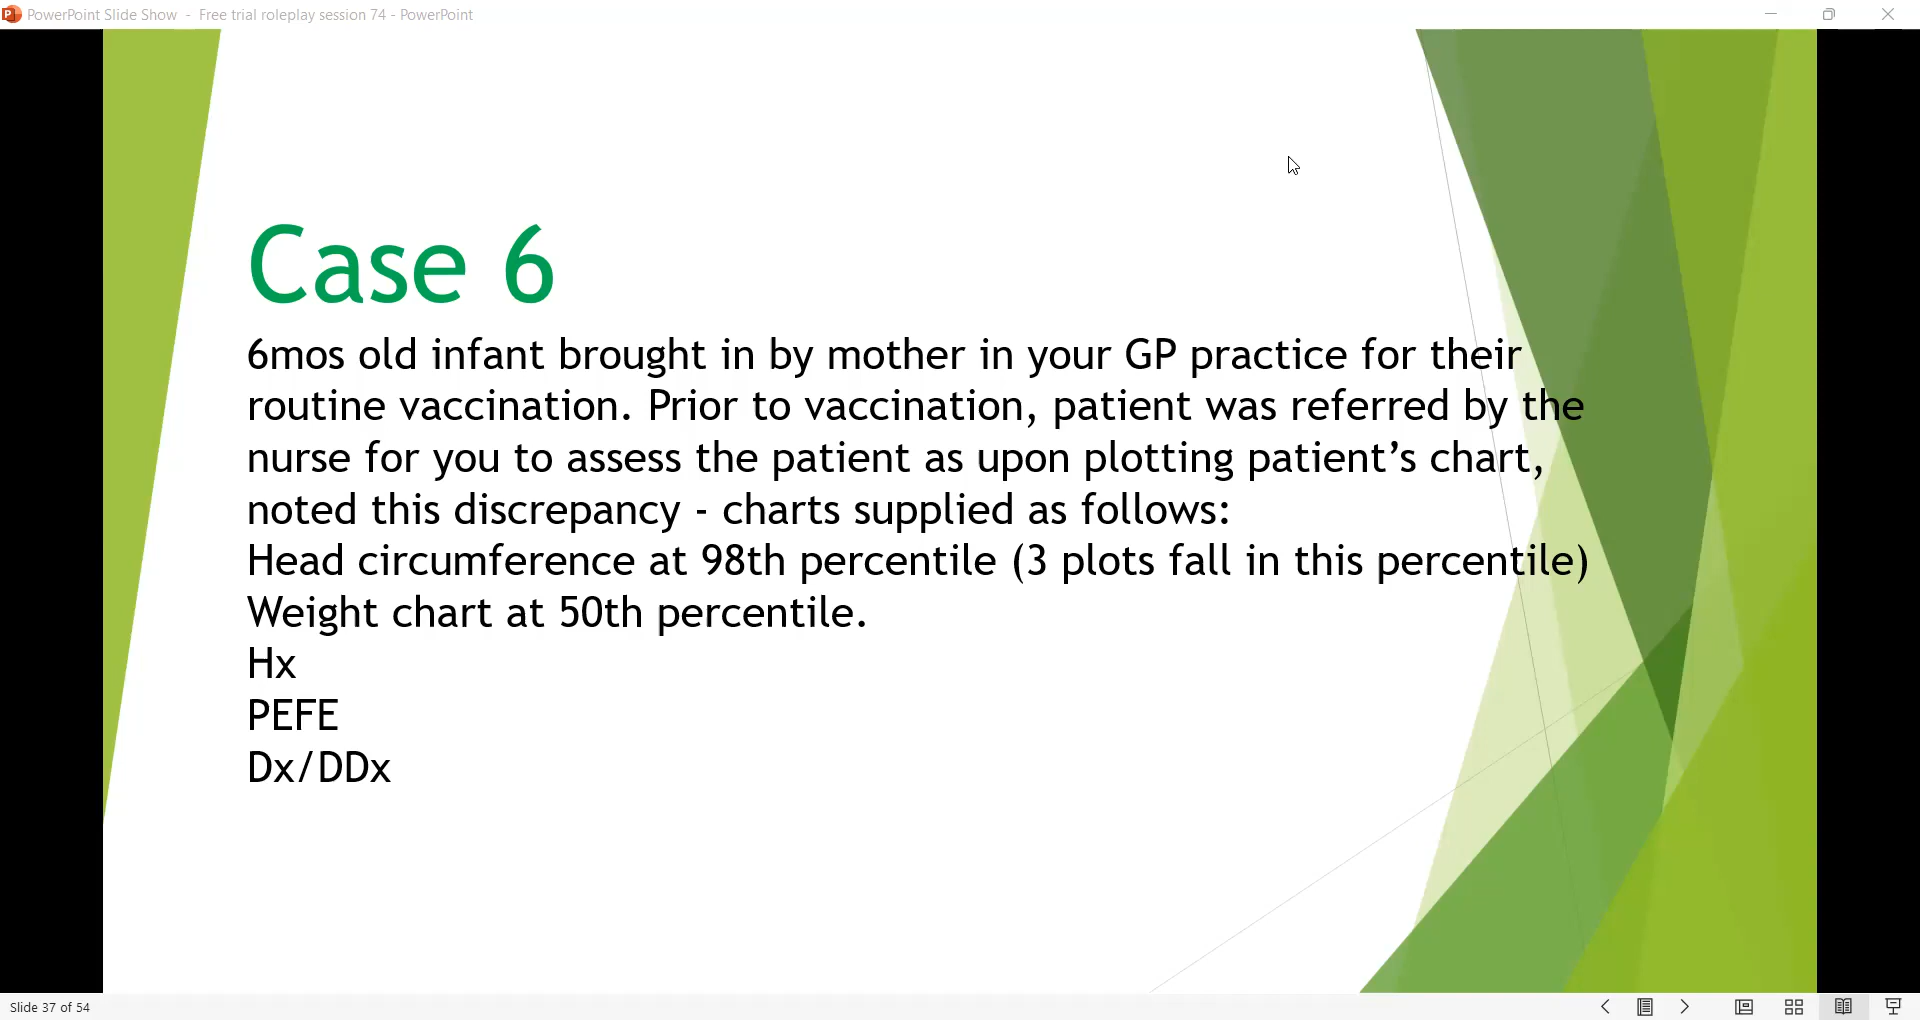 PowerPoint Slide Show - Free trial roleplay session 74 - PowerPoint
Case 6
6mos old infant brought in by mother in your GP practice for their
routine vaccination. Prior to vaccination, patient was referred by the
nurse for you to assess the patient as upon plotting patient’s chart,
noted this discrepancy - charts supplied as follows:
Head circumference at 98th percentile (3 plots fall in this percentile)
Weight chart at 50th percentile.
Hx
PEFE
Dx/DDx
Slide 37 of 54